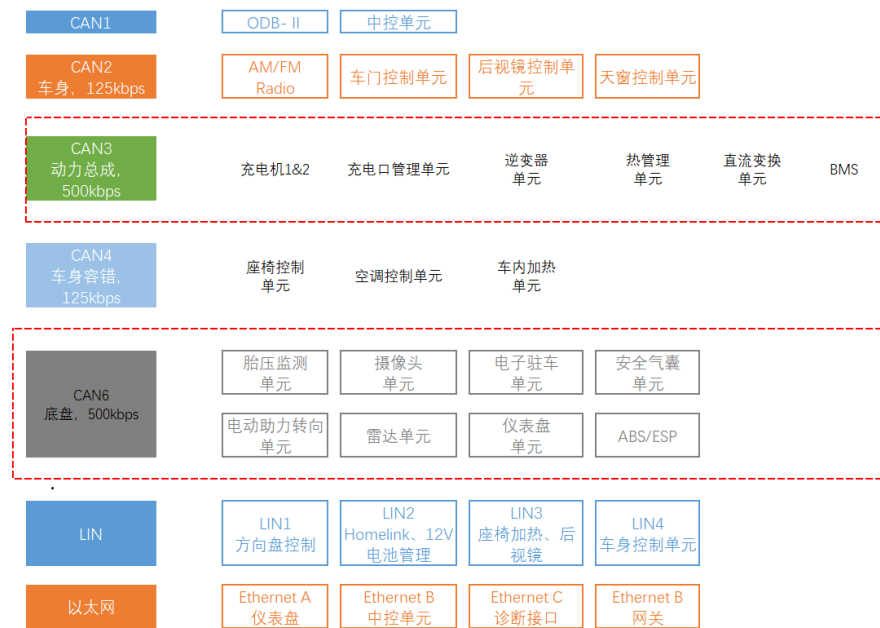 CAN1
ODB- II
中控单元
CAN2
车身，125kbps
AM/FM
Radio
车门控制单元
后视镜控制单
元
天窗控制单元
CAN3
动力总成，
500kbps
充电机1&2
充电口管理单元
逆变器
单元
热管理
单元
直流变换
单元
BMS
CAN4
车身容错，
125kbps
座椅控制
单元
空调控制单元
车内加热
单元
CAN6
底盘，500kbps
胎压监测
单元
摄像头
单元
电子驻车
单元
安全气囊
单元
电动助力转向
单元
雷达单元
仪表盘
单元
ABS/ESP
LIN
LIN1
方向盘控制
LIN2
Homelink、12V
电池管理
LIN3
座椅加热、后
视镜
LIN4
车身控制单元
以太网
Ethernet A
仪表盘
Ethernet B
中控单元
Ethernet C
诊断接口
Ethernet B
网关